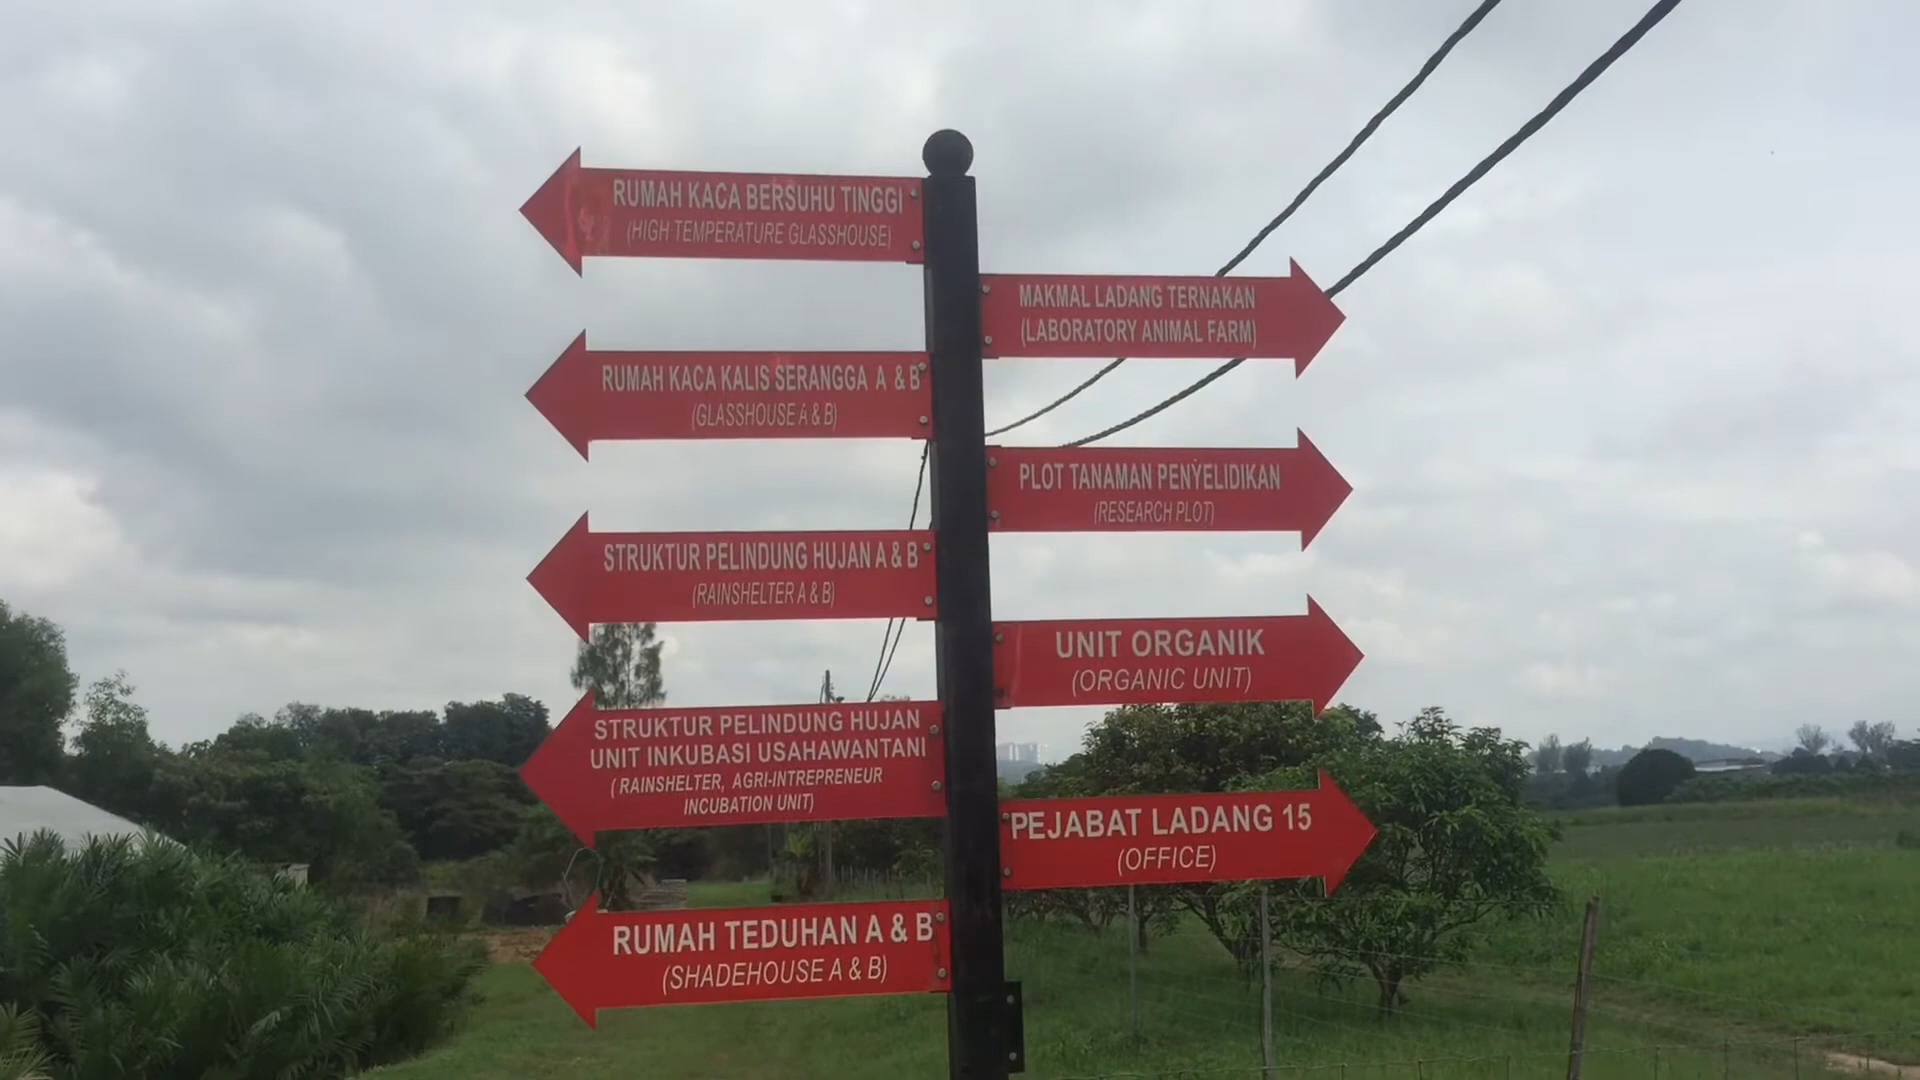 RUMAH KACA BERSUHU TINGGI
(HIGH TEMPERATURE GLASSHOUSE)
MAKMAL LADANG TERNAKAN
(LABORATORY ANIMAL FARM)
RUMAH KACA KALIS SERANGGA A & B
(GLASSHOUSE A & B)
PLOT TANAMAN PENYELIDIKAN
(RESEARCH PLOT)
STRUKTUR PELINDUNG HUJAN A & B
(RAINSHELTER A & B)
UNIT ORGANIK
(ORGANIC UNIT)
STRUKTUR PELINDUNG HUJAN
UNIT INKUBASI USAHAWANTANI
( RAINSHELTER, AGRI-INTREPRENEUR
INCUBATION UNIT)
PEJABAT LADANG 15
(OFFICE)
RUMAH TEDUHAN A & B
(SHADEHOUSE A & B)